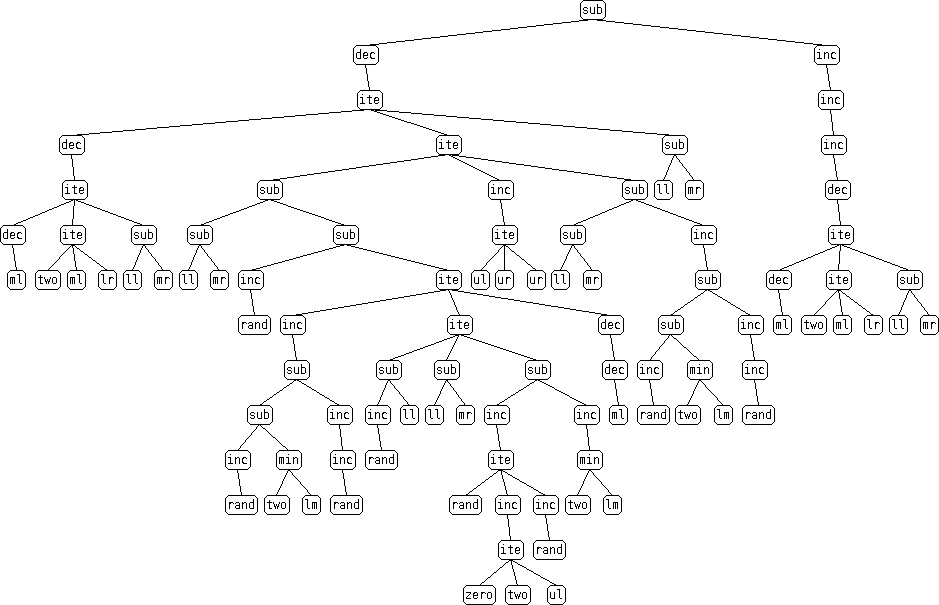 sub
dec inc
ite inc
dec ite sub inc
ite sub inc sub ll mr dec
dec ite sub sub sub ite sub inc ite
ml two ml lr ll mr ll mr inc ite ul ur ur ll mr sub dec ite sub
rand inc ite dec sub inc ml two ml lr ll mr
sub sub sub sub dec inc min inc
sub inc inc ll ll mr inc inc ml rand two lm rand
inc min inc rand ite min
rand two lm rand rand inc inc two lm
ite rand
zero two ul